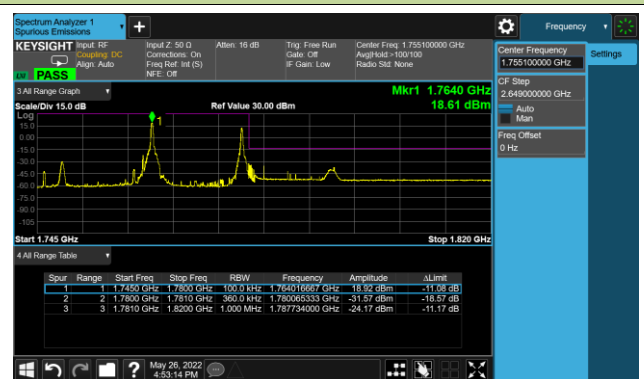 Spectrum Analyzer 1
Spurious Emissions
Frequency
KEYSIGHT Input: RF Input Z: 50 Ω Atten: 16 dB Trig: Free Run Center Freq: 1.755100000 GHz
Coupling: DC Corrections: On Gate: Off Avg|Hold:>100/100
Align: Auto Freq Ref: Int (S) IF Gain: Low Radio Std: None
NFE: Off
LXI PASS
Center Frequency
1.755100000 GHz
Settings
CF Step
2.649000000 GHz
Auto
Man
Freq Offset
0 Hz
3 All Range Graph
Mkr1 1.7640 GHz
Scale/Div 15.0 dB Ref Value 30.00 dBm 18.61 dBm
Log
15.0
0.00
-15.0
-30.0
-45.0
-60.0
-75.0
-90.0
-105
1
Start 1.745 GHz Stop 1.820 GHz
4 All Range Table
Spur Range Start Freq Stop Freq RBW Frequency Amplitude ΔLimit
1 1 1.7450 GHz 1.7800 GHz 100.0 kHz 1.764016667 GHz 18.92 dBm -11.08 dB
2 2 1.7800 GHz 1.7810 GHz 360.0 kHz 1.780065333 GHz -31.57 dBm -18.57 dB
3 3 1.7810 GHz 1.8200 GHz 1.000 MHz 1.787734000 GHz -24.17 dBm -11.17 dB
May 26, 2022
4:53:14 PM